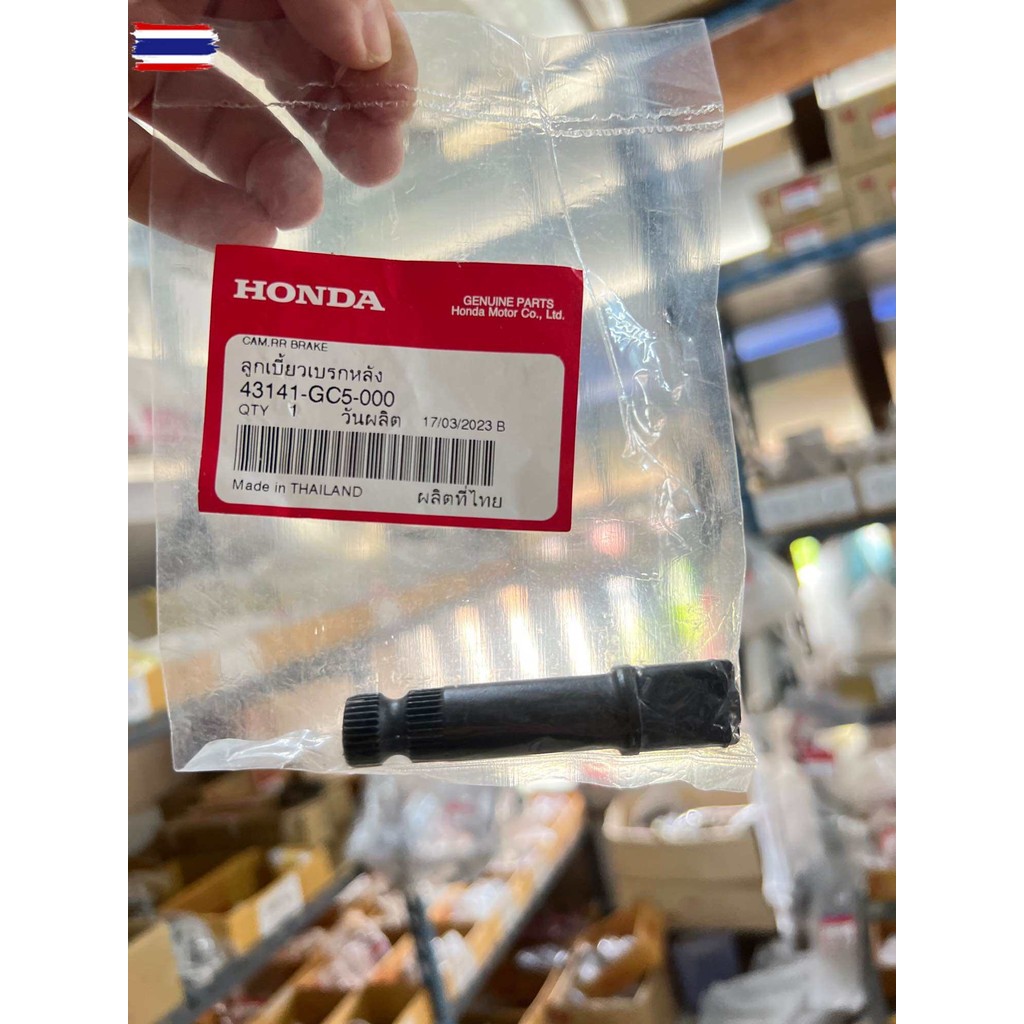 HONDA
GENUINE PARTS
Honda Motor Co., Ltd.
CAM,RR BRAKE
ลูกเบี้ยวเบรกหลัง
43141-GC5-000
QTY 1 วันผลิต 17/03/2023 B
Made in THAILAND ผลิตที่ไทย